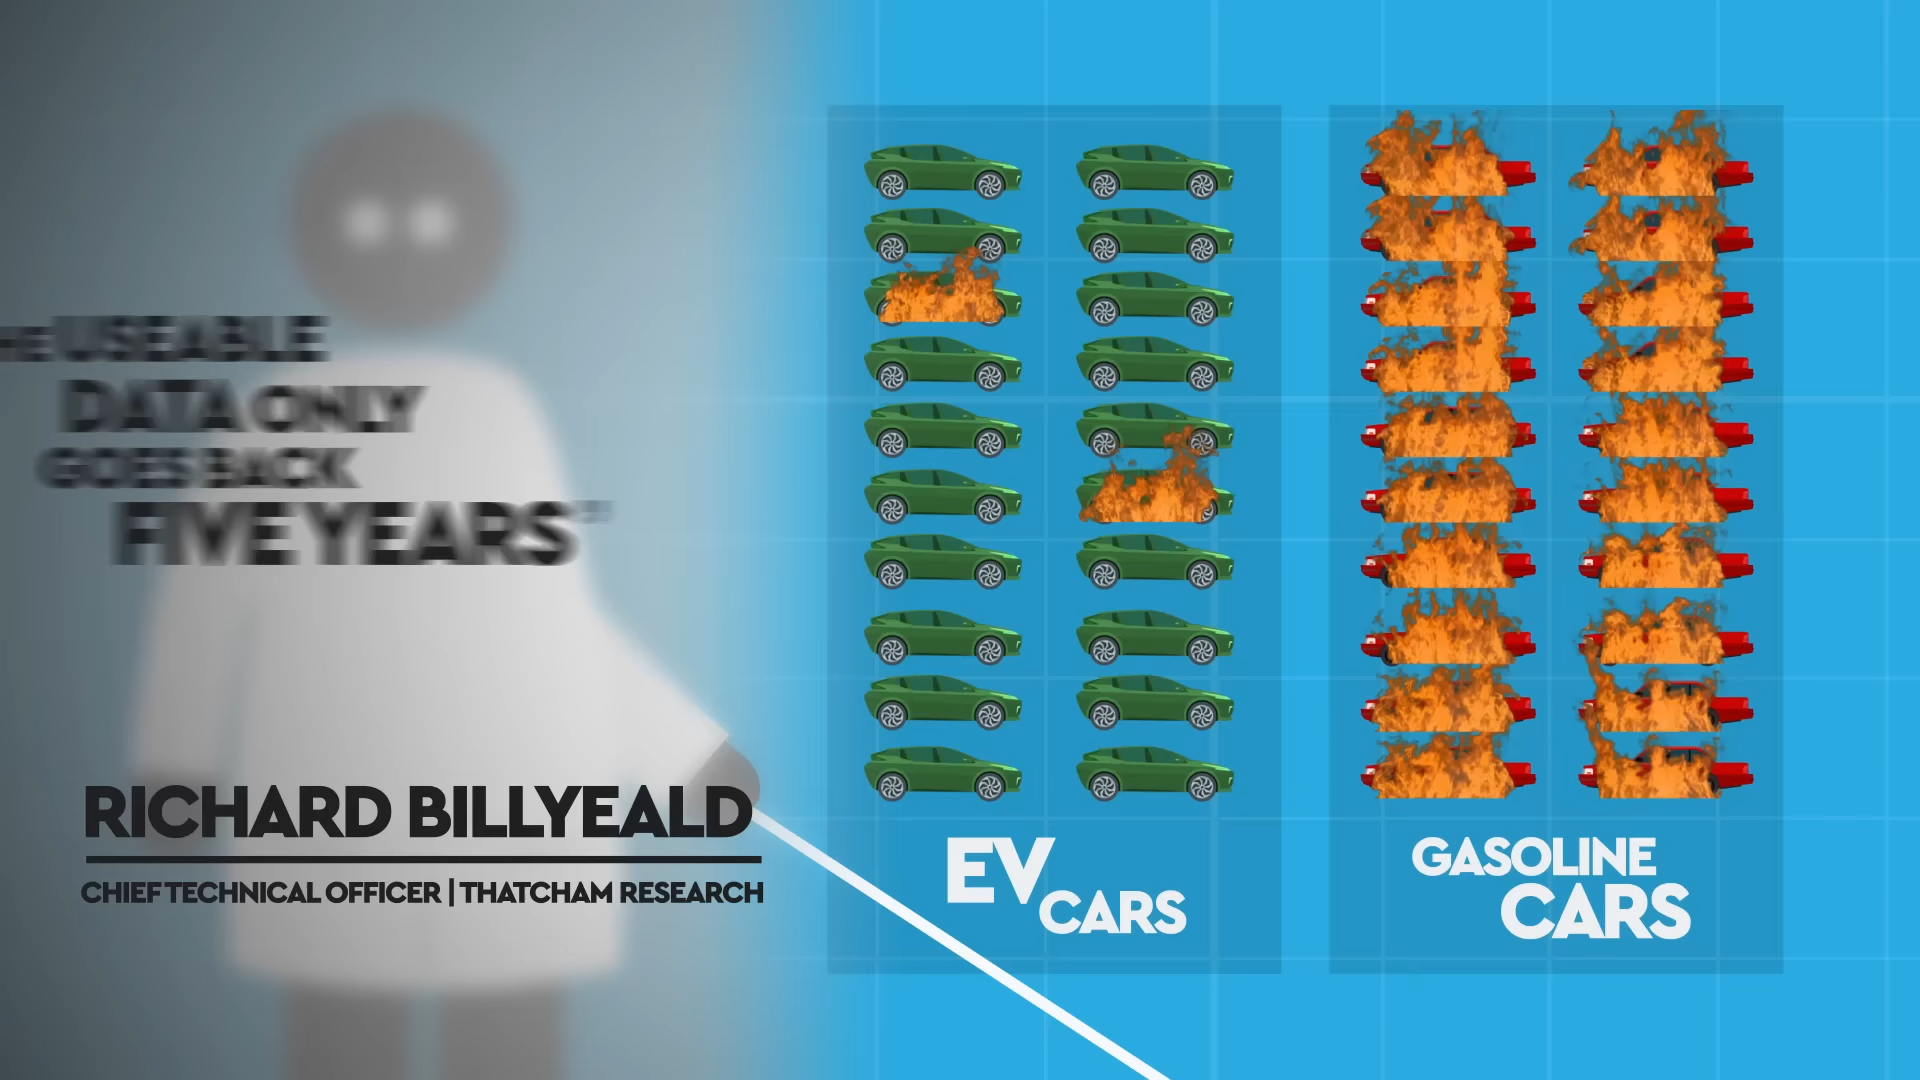 USEABLE
DATA ONLY
GOES BACK
FIVE YEARS"
RICHARD BILLYEALD
CHIEF TECHNICAL OFFICER | THATCHAM RESEARCH
EV
CARS
GASOLINE
CARS